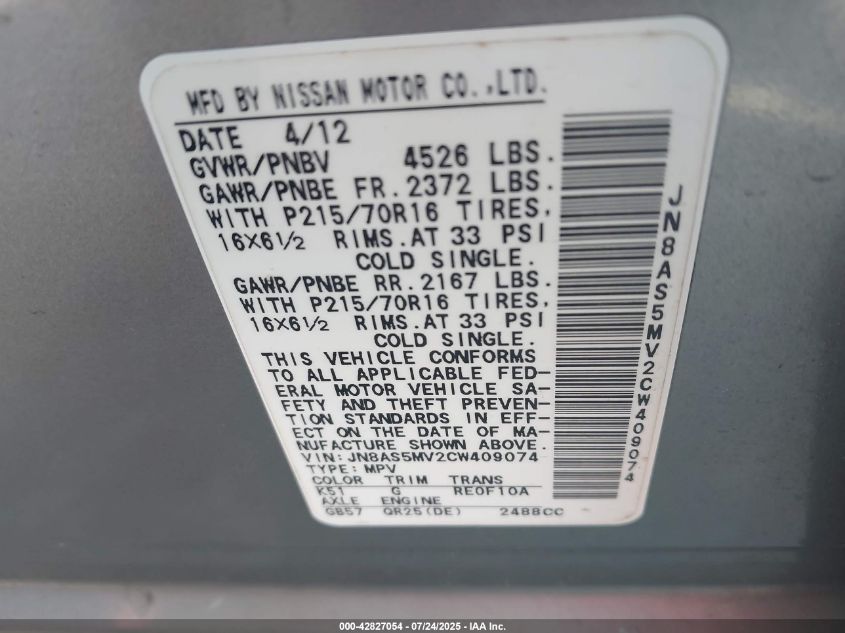 MFD BY NISSAN MOTOR CO.,LTD.
DATE 4/12
GVWR/PNBV 4526 LBS.
GAWR/PNBE FR.2372 LBS.
WITH P215/70R16 TIRES,
16X6½ RIMS.AT 33 PSI
COLD SINGLE.
GAWR/PNBE RR.2167 LBS.
WITH P215/70R16 TIRES,
16X6½ RIMS.AT 33 PSI
COLD SINGLE.
THIS VEHICLE CONFORMS
TO ALL APPLICABLE FED-
ERAL MOTOR VEHICLE SA-
FETY AND THEFT PREVEN-
TION STANDARDS IN EFF-
ECT ON THE DATE OF MA-
NUFACTURE SHOWN ABOVE.
VIN: JN8AS5MV2CW409074
TYPE: MPV
COLOR TRIM TRANS
K51 G RE0F10A
AXLE ENGINE
GB57 QR25(DE) 2488CC
JN8AS5MV2CW409074
000-42827054 - 07/24/2025 - IAA Inc.